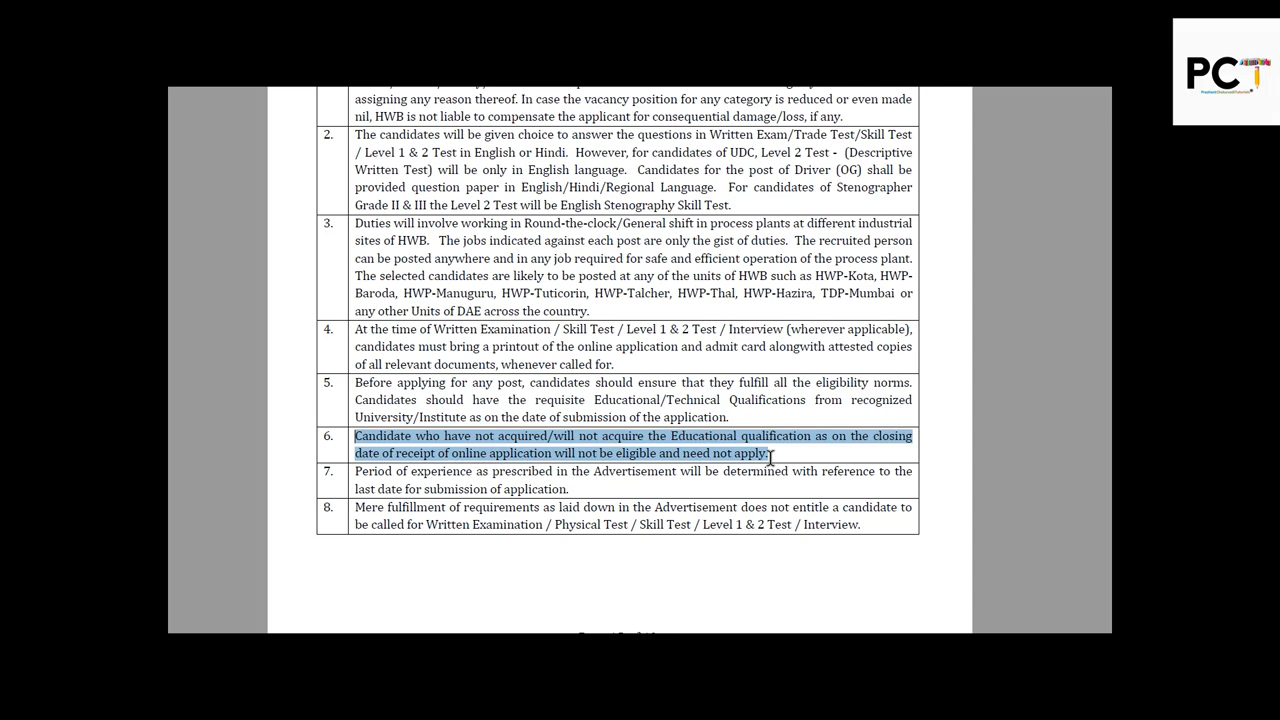 PCT
assigning any reason thereof. In case the vacancy position for any category is reduced or even made
nil, HWB is not liable to compensate the applicant for consequential damage/loss, if any.
2. The candidates will be given choice to answer the questions in Written Exam/Trade Test/Skill Test
/ Level 1 & 2 Test in English or Hindi. However, for candidates of UDC, Level 2 Test - (Descriptive
Written Test) will be only in English language. Candidates for the post of Driver (OG) shall be
provided question paper in English/Hindi/Regional Language. For candidates of Stenographer
Grade II & III the Level 2 Test will be English Stenography Skill Test.
3. Duties will involve working in Round-the-clock/General shift in process plants at different industrial
sites of HWB. The jobs indicated against each post are only the gist of duties. The recruited person
can be posted anywhere and in any job required for safe and efficient operation of the process plant.
The selected candidates are likely to be posted at any of the units of HWB such as HWP-Kota, HWP-
Baroda, HWP-Manuguru, HWP-Tuticorin, HWP-Talcher, HWP-Thal, HWP-Hazira, TDP-Mumbai or
any other Units of DAE across the country.
4. At the time of Written Examination / Skill Test / Level 1 & 2 Test / Interview (wherever applicable),
candidates must bring a printout of the online application and admit card alongwith attested copies
of all relevant documents, whenever called for.
5. Before applying for any post, candidates should ensure that they fulfill all the eligibility norms.
Candidates should have the requisite Educational/Technical Qualifications from recognized
University/Institute as on the date of submission of the application.
6. Candidate who have not acquired/will not acquire the Educational qualification as on the closing
date of receipt of online application will not be eligible and need not apply.
7. Period of experience as prescribed in the Advertisement will be determined with reference to the
last date for submission of application.
8. Mere fulfillment of requirements as laid down in the Advertisement does not entitle a candidate to
be called for Written Examination / Physical Test / Skill Test / Level 1 & 2 Test / Interview.